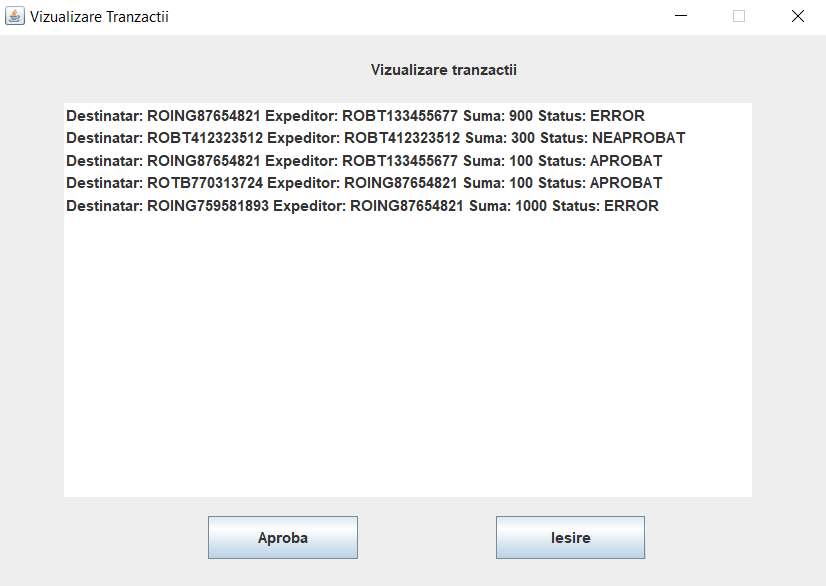 Vizualizare Tranzactii
Vizualizare tranzactii
Destinatar: ROING87654821 Expeditor: ROBT133455677 Suma: 900 Status: ERROR
Destinatar: ROBT412323512 Expeditor: ROBT412323512 Suma: 300 Status: NEAPROBAT
Destinatar: ROING87654821 Expeditor: ROBT133455677 Suma: 100 Status: APROBAT
Destinatar: ROTB770313724 Expeditor: ROING87654821 Suma: 100 Status: APROBAT
Destinatar: ROING759581893 Expeditor: ROING87654821 Suma: 1000 Status: ERROR
Aproba
Iesire